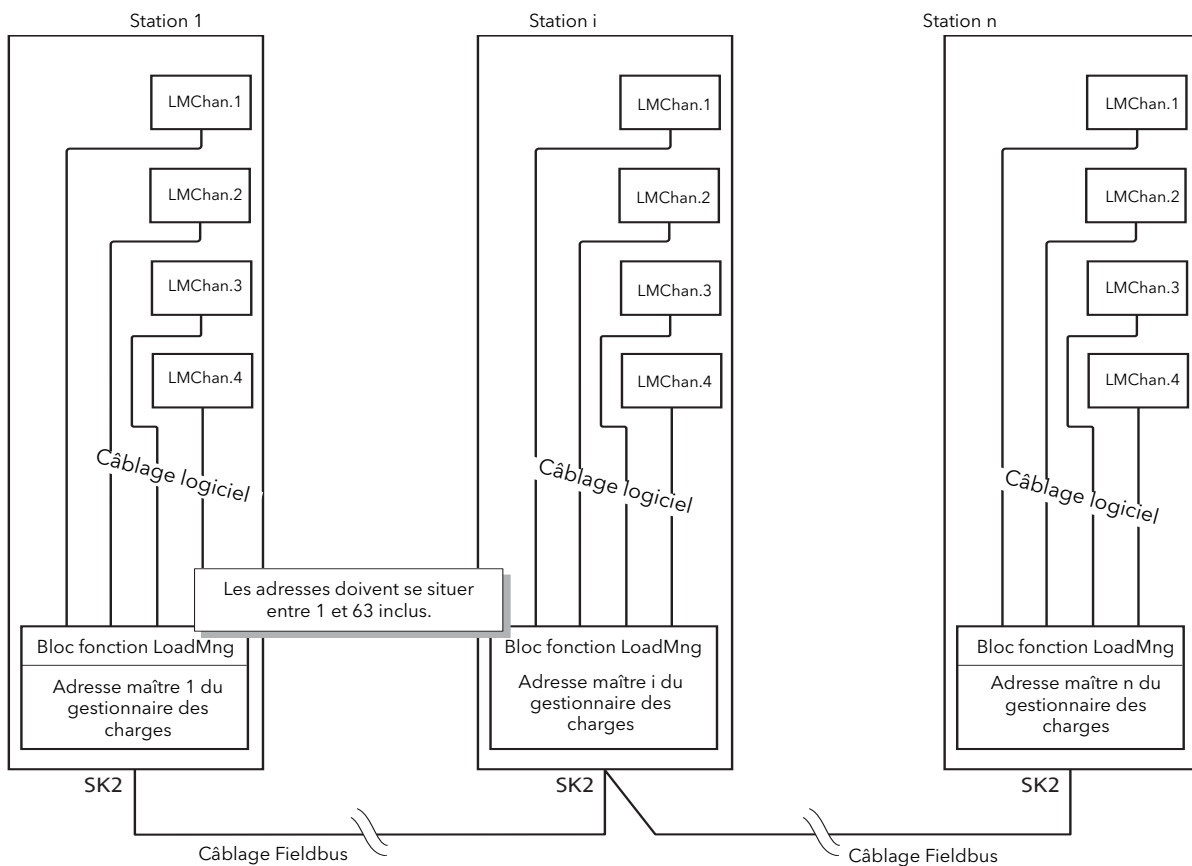 Station 1
LMChan.1
LMChan.2
LMChan.3
LMChan.4
Câblage logiciel
Bloc fonction LoadMng
Adresse maître 1 du
gestionnaire des
charges
SK2
Les adresses doivent se situer
entre 1 et 63 inclus.
Station i
LMChan.1
LMChan.2
LMChan.3
LMChan.4
Câblage logiciel
Bloc fonction LoadMng
Adresse maître i du
gestionnaire des
charges
SK2
Station n
LMChan.1
LMChan.2
LMChan.3
LMChan.4
Câblage logiciel
Bloc fonction LoadMng
Adresse maître n du
gestionnaire des
charges
SK2
Câblage Fieldbus
Câblage Fieldbus